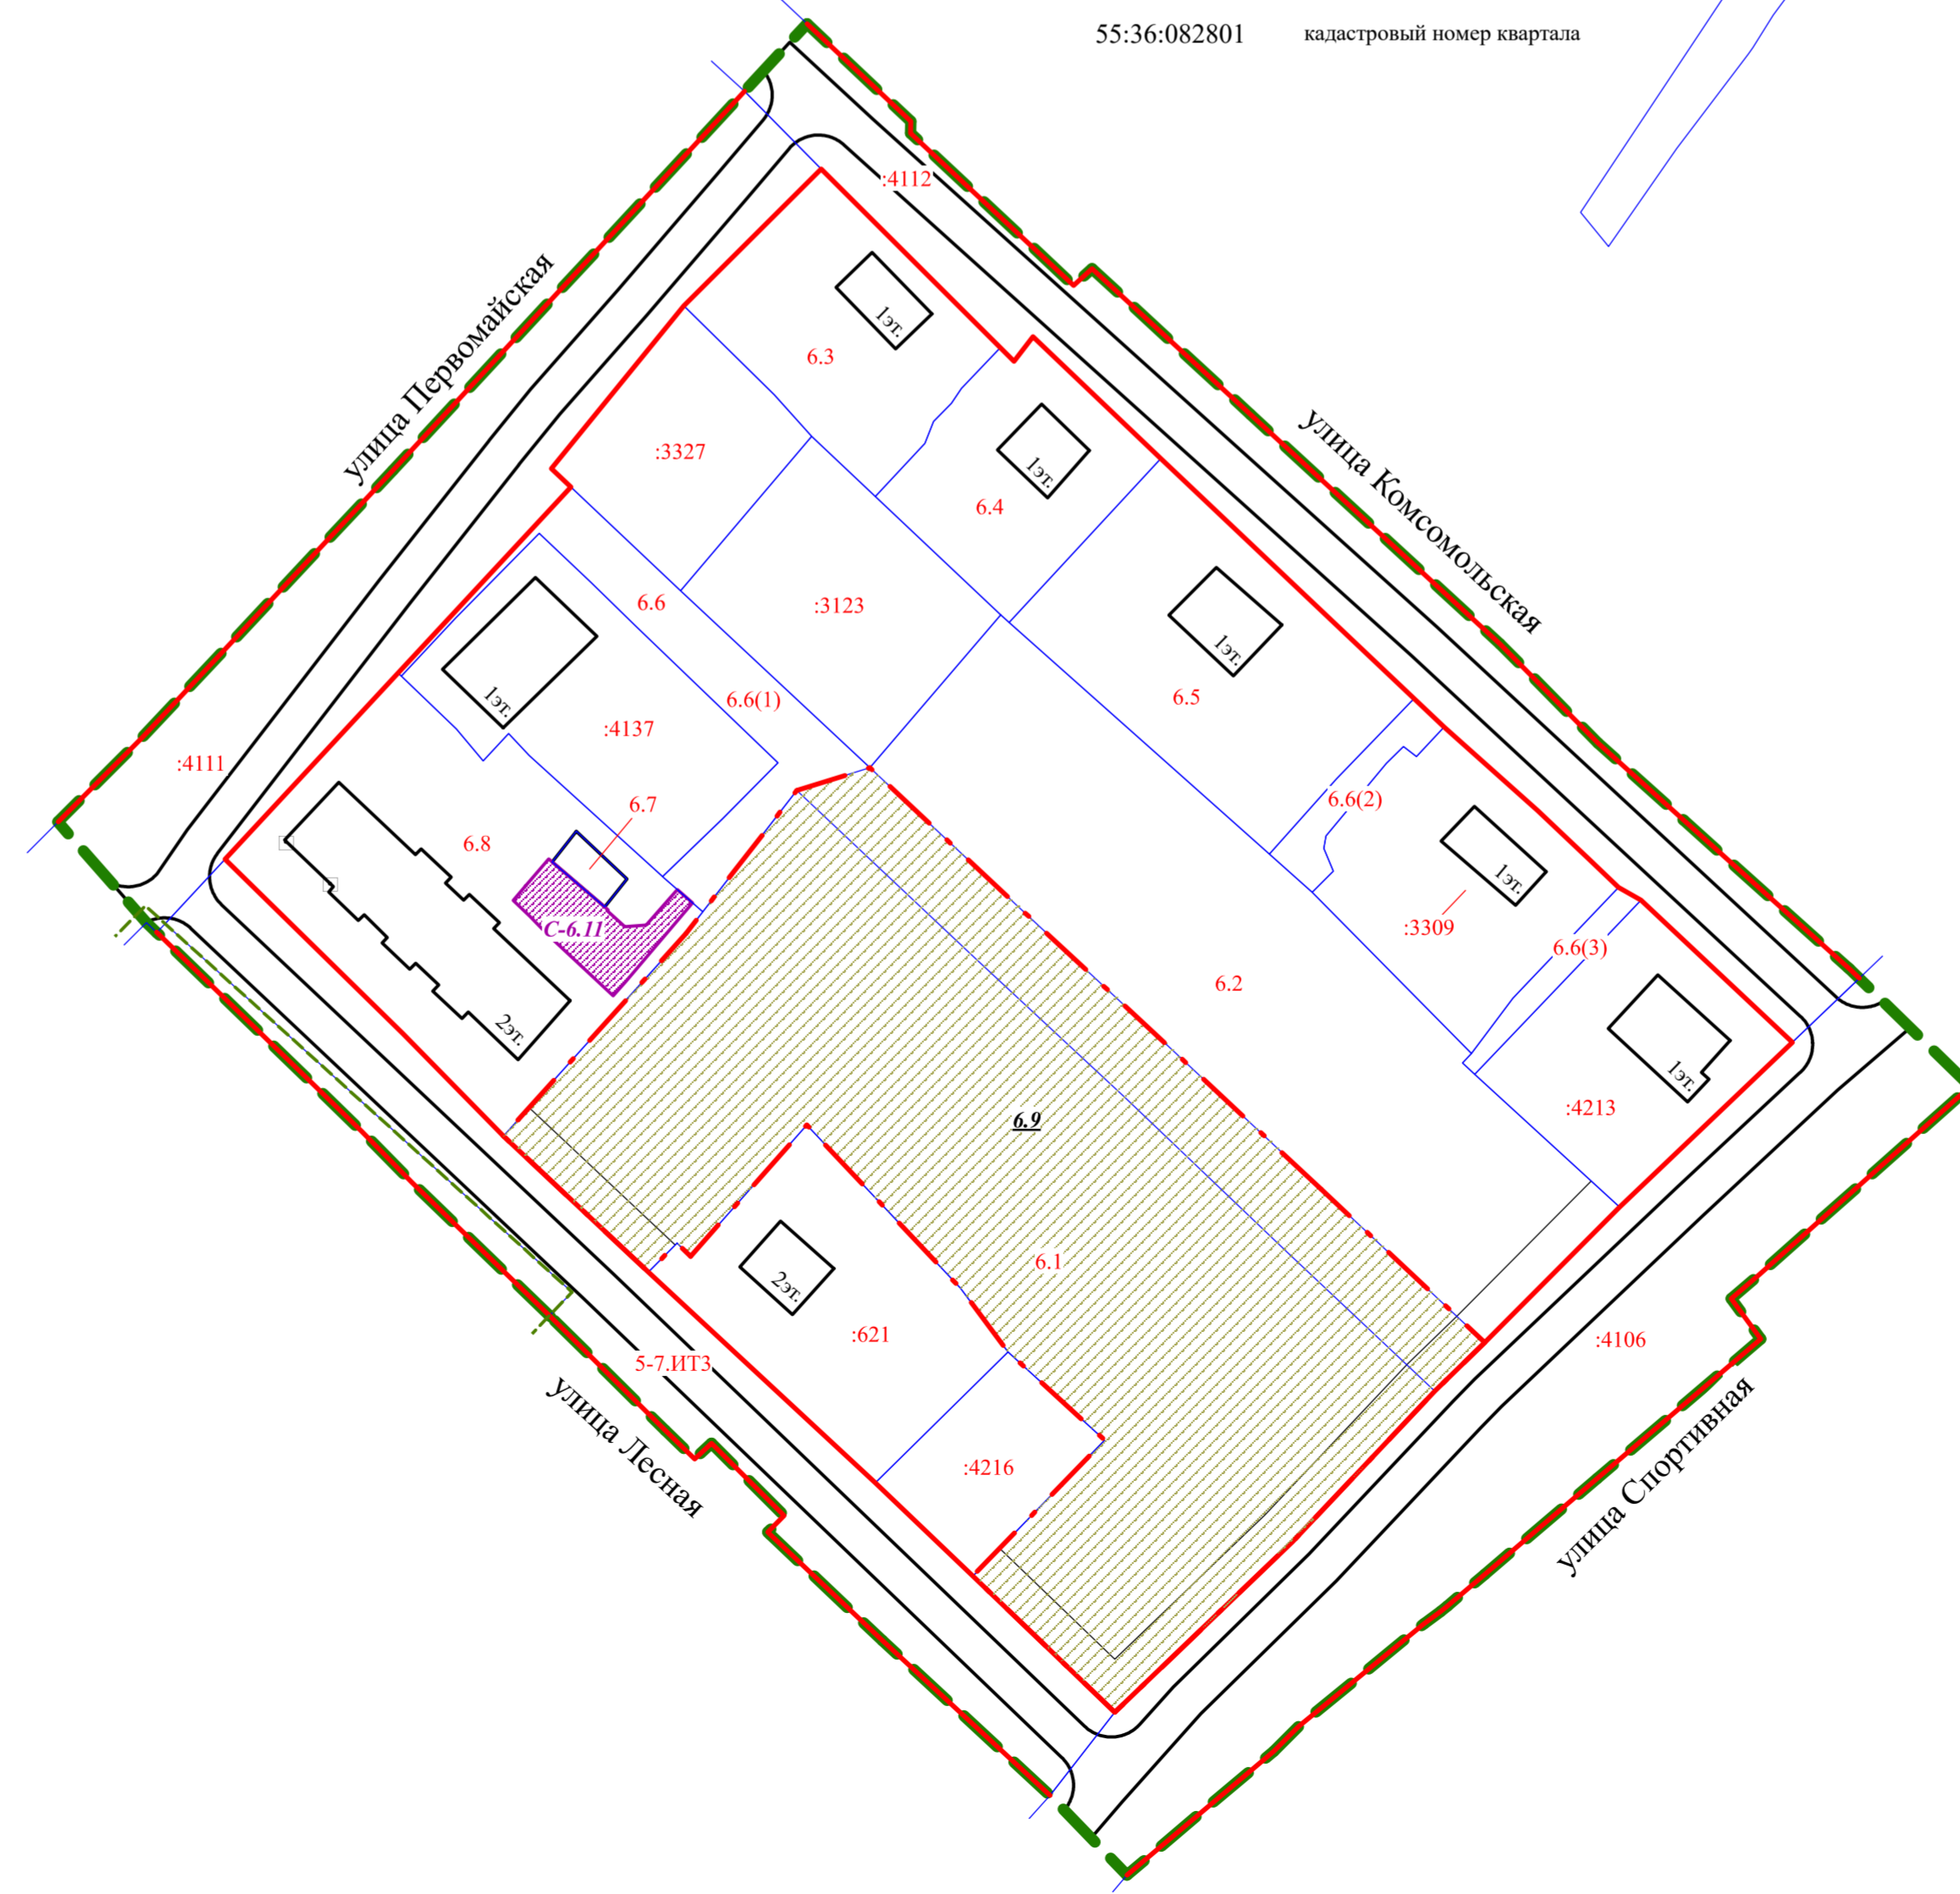 55:36:082801 кадастровый номер квартала
:4112
улица Первомайская
1эт.
6.3
улица Комсомольская
:3327
1эт.
6.4
6.6
:3123
1эт.
6.5
1эт.
6.6(1)
:4137
:4111
6.7
6.6(2)
6.8
1эт.
:3309
С-6.11
6.6(3)
6.2
2эт.
1эт.
:4213
6.9
6.1
2эт.
:621
:4106
5-7.ИТ3
улица Лесная
:4216
улица Спортивная